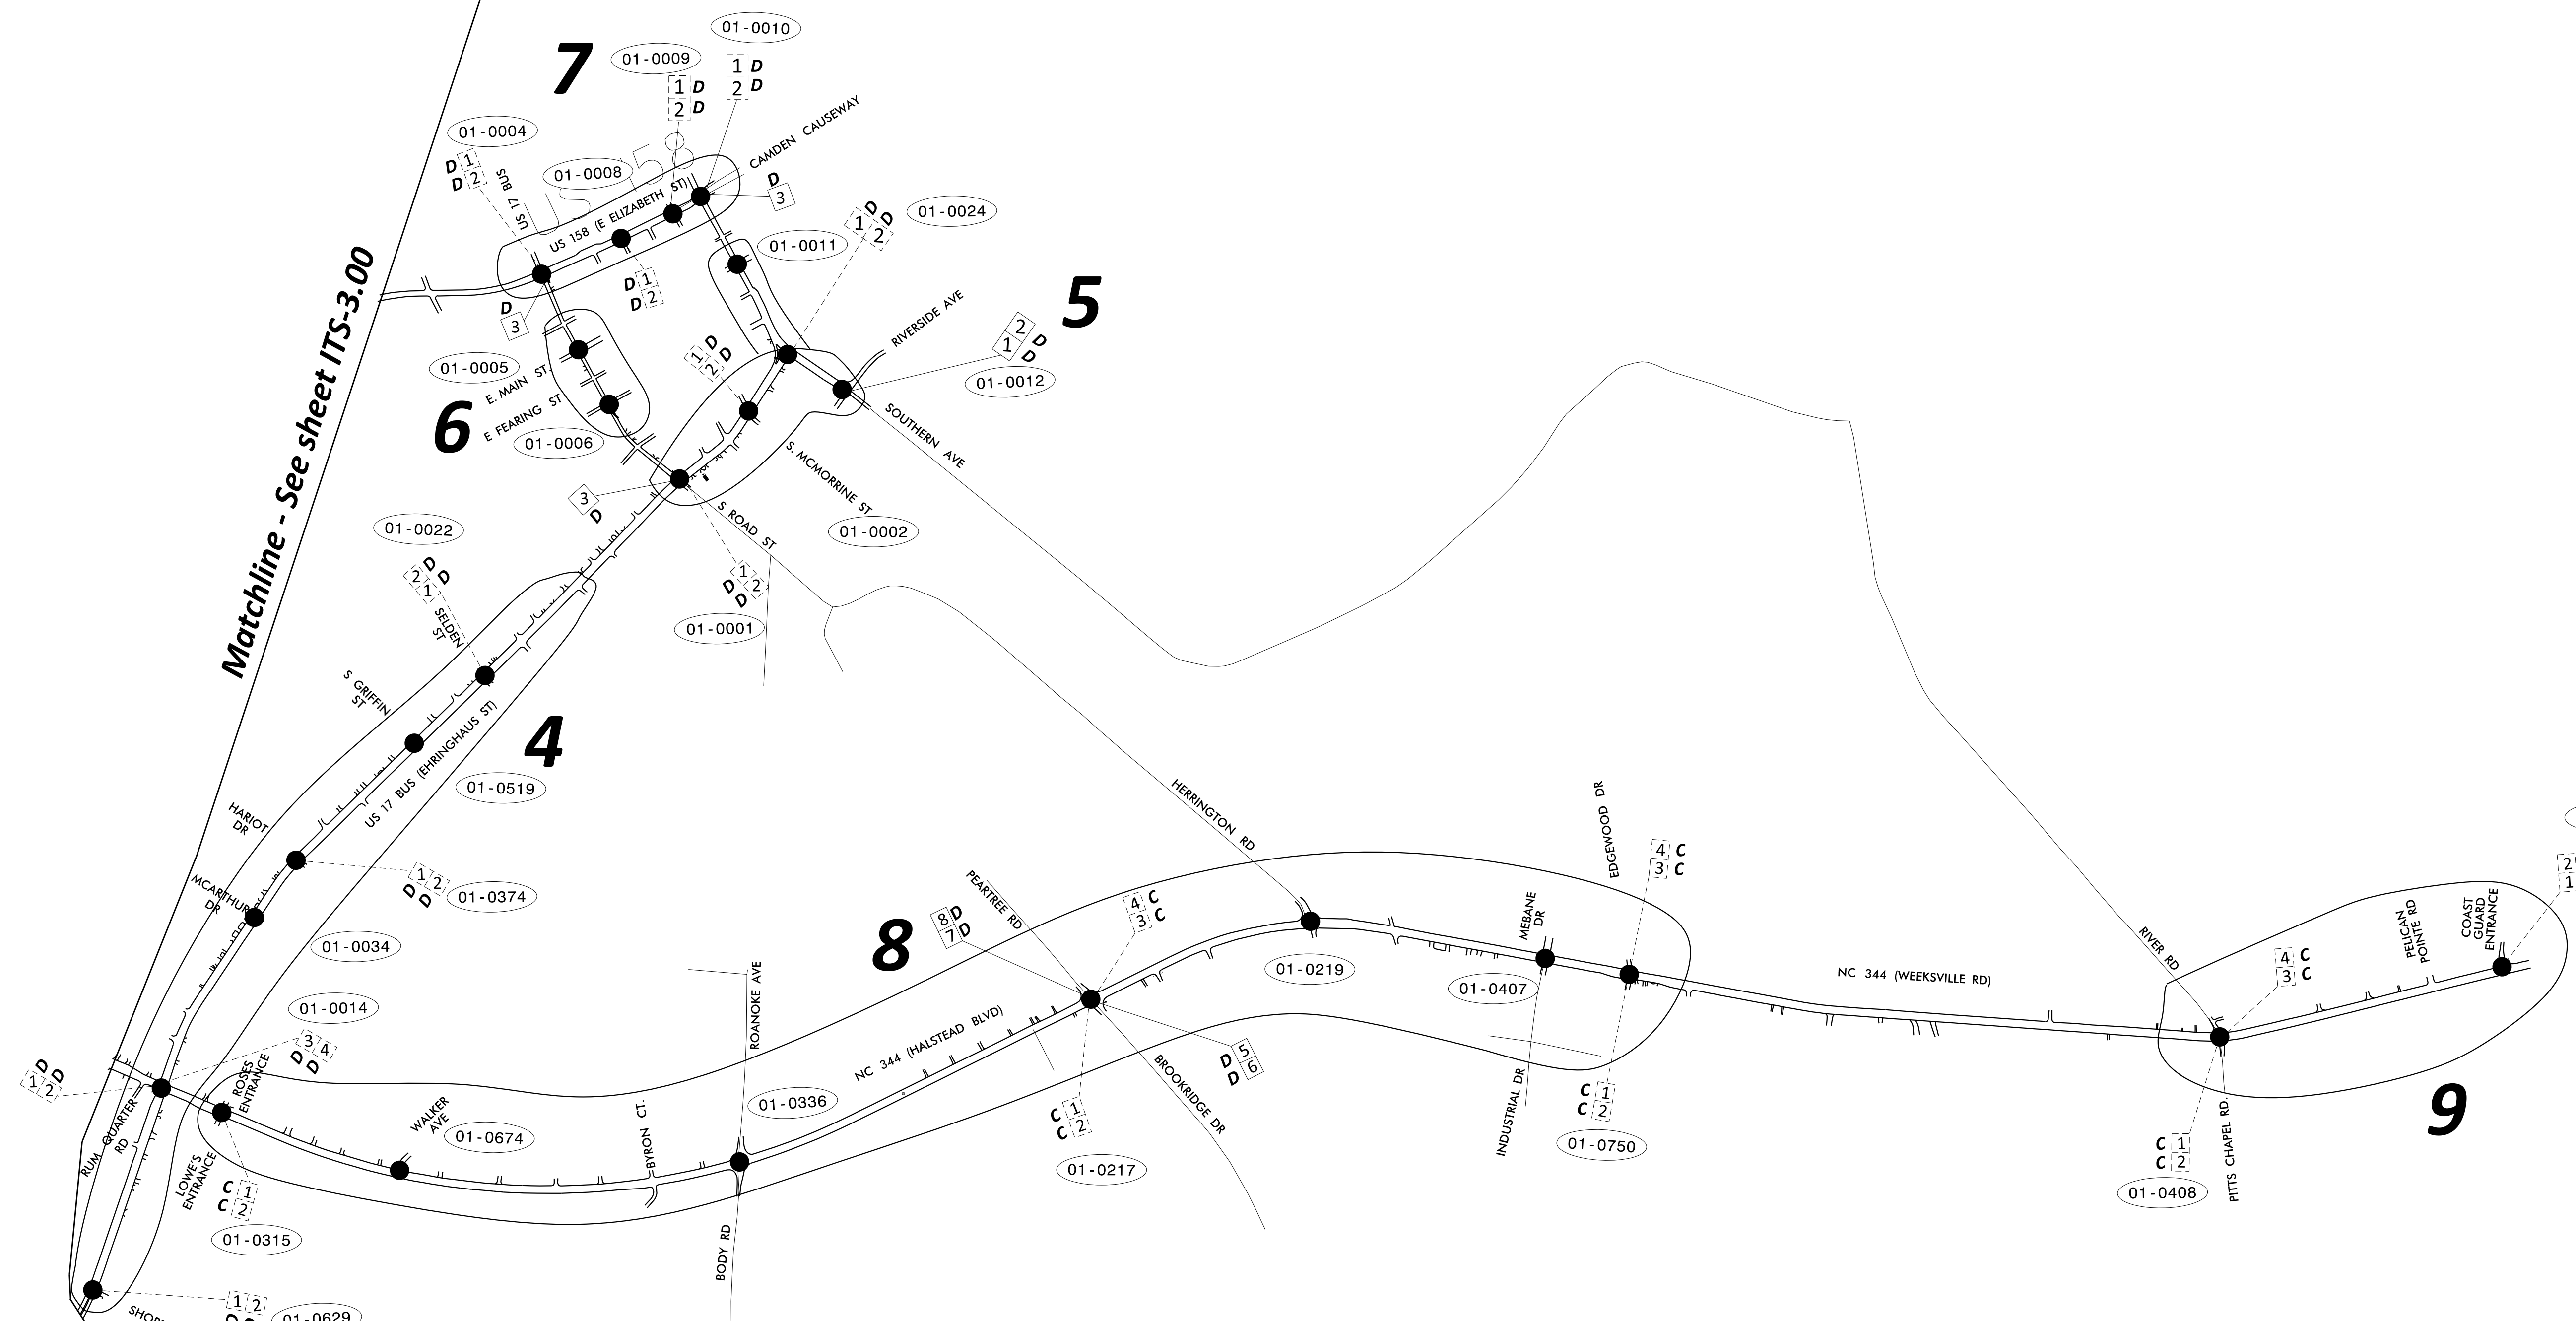 01-0010
7
01-0009
1 D
2 D
1 D
2 D
01-0004
D 1
D 2
US 17 BUS
01-0008
US 158
CAMDEN CAUSEWAY
US 158 (E ELIZABETH ST)
D
3
01-0011
1 D
2 D
01-0024
D 1
D 2
D
3
5
RIVERSIDE AVE
2 D
1 D
01-0012
Matchline - See sheet ITS-3.00
01-0005
E. MAIN ST.
E FEARING ST
6
01-0006
1 D
2 D
SOUTHERN AVE
S. MCMORRINE ST
3
D
S ROAD ST
01-0002
01-0022
2 D
1 D
SELDEN
ST
D 1
D 2
01-0001
S GRIFFIN
ST
4
US 17 BUS (EHRINGHAUS ST)
01-0519
HARIOT
DR
1 2
D D
01-0374
MCARTHUR
DR
01-0034
01-0014
3 4
D D
1 D
2 D
RUM QUARTER
RD
ROSES
ENTRANCE
LOWE'S
ENTRANCE
C 1
C 2
01-0315
1 2
01-0629
WALKER
AVE
01-0674
BYRON CT.
ROANOKE AVE
01-0336
BODY RD
NC 344 (HALSTEAD BLVD)
8
8 D
7 D
PEARTREE RD
4 C
3 C
HERRINGTON RD
D 5
D 6
C 1
C 2
01-0217
BROOKRIDGE DR
01-0219
01-0407
MEBANE
DR
INDUSTRIAL DR
EDGEWOOD DR
4 C
3 C
C 1
C 2
01-0750
NC 344 (WEEKSVILLE RD)
RIVER RD
4 C
3 C
C 1
C 2
01-0408
PITTS CHAPEL RD.
PELICAN
POINTE RD
COAST
GUARD
ENTRANCE
2
1
9